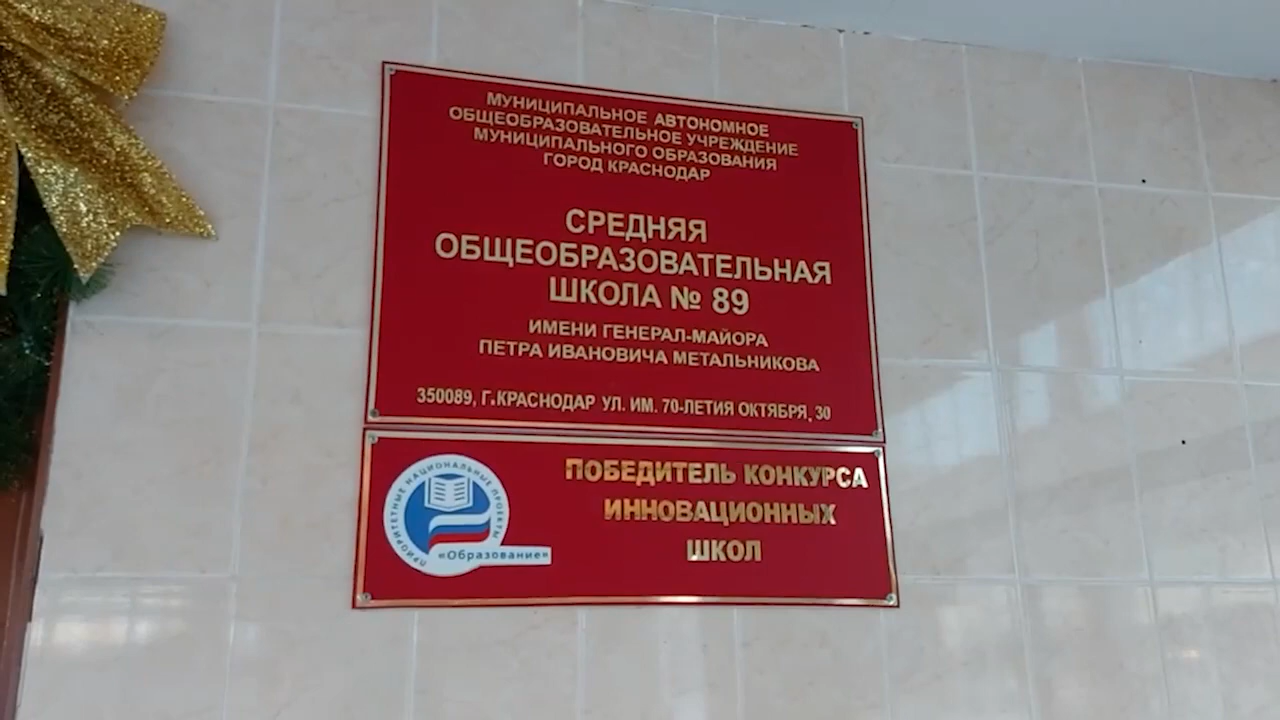 МУНИЦИПАЛЬНОЕ АВТОНОМНОЕ
ОБЩЕОБРАЗОВАТЕЛЬНОЕ УЧРЕЖДЕНИЕ
МУНИЦИПАЛЬНОГО ОБРАЗОВАНИЯ
ГОРОД КРАСНОДАР
СРЕДНЯЯ
ОБЩЕОБРАЗОВАТЕЛЬНАЯ
ШКОЛА № 89
ИМЕНИ ГЕНЕРАЛ-МАЙОРА
ПЕТРА ИВАНОВИЧА МЕТАЛЬНИКОВА
350089, Г.КРАСНОДАР УЛ. ИМ. 70-ЛЕТИЯ ОКТЯБРЯ, 30
ПРИОРИТЕТНЫЕ НАЦИОНАЛЬНЫЕ ПРОЕКТЫ
«Образование»
ПОБЕДИТЕЛЬ КОНКУРСА
ИННОВАЦИОННЫХ
ШКОЛ